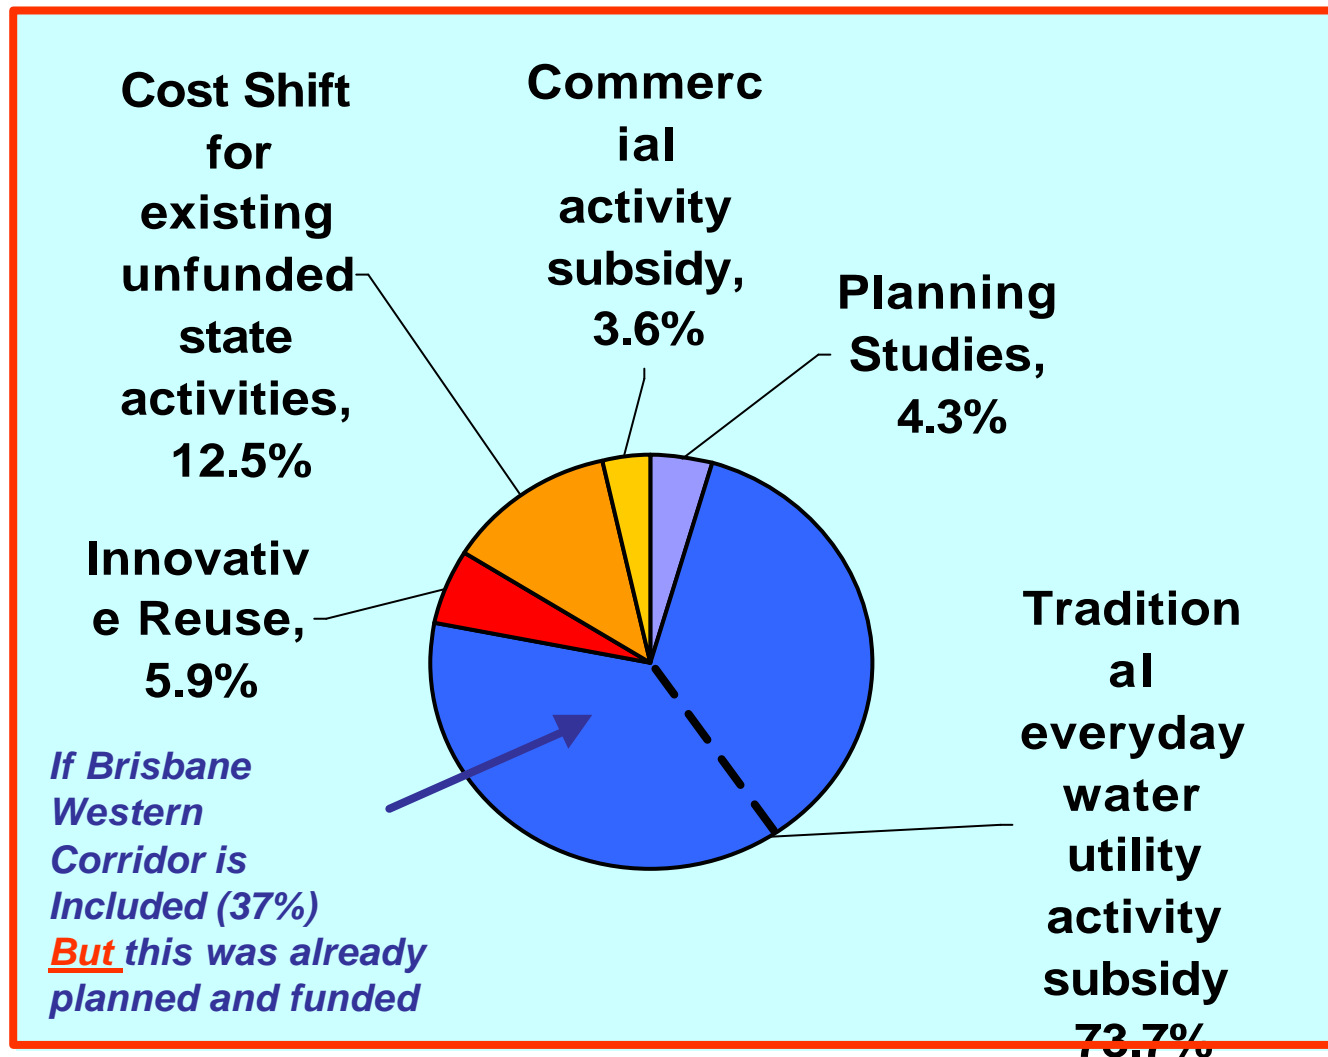 Cost Shift
for
existing
unfunded
state
activities,
12.5%
Commerc
ial
activity
subsidy,
3.6%
Planning
Studies,
4.3%
Innovativ
e Reuse,
5.9%
Tradition
al
everyday
water
utility
activity
subsidy
73.7%
If Brisbane
Western
Corridor is
Included (37%)
But this was already
planned and funded